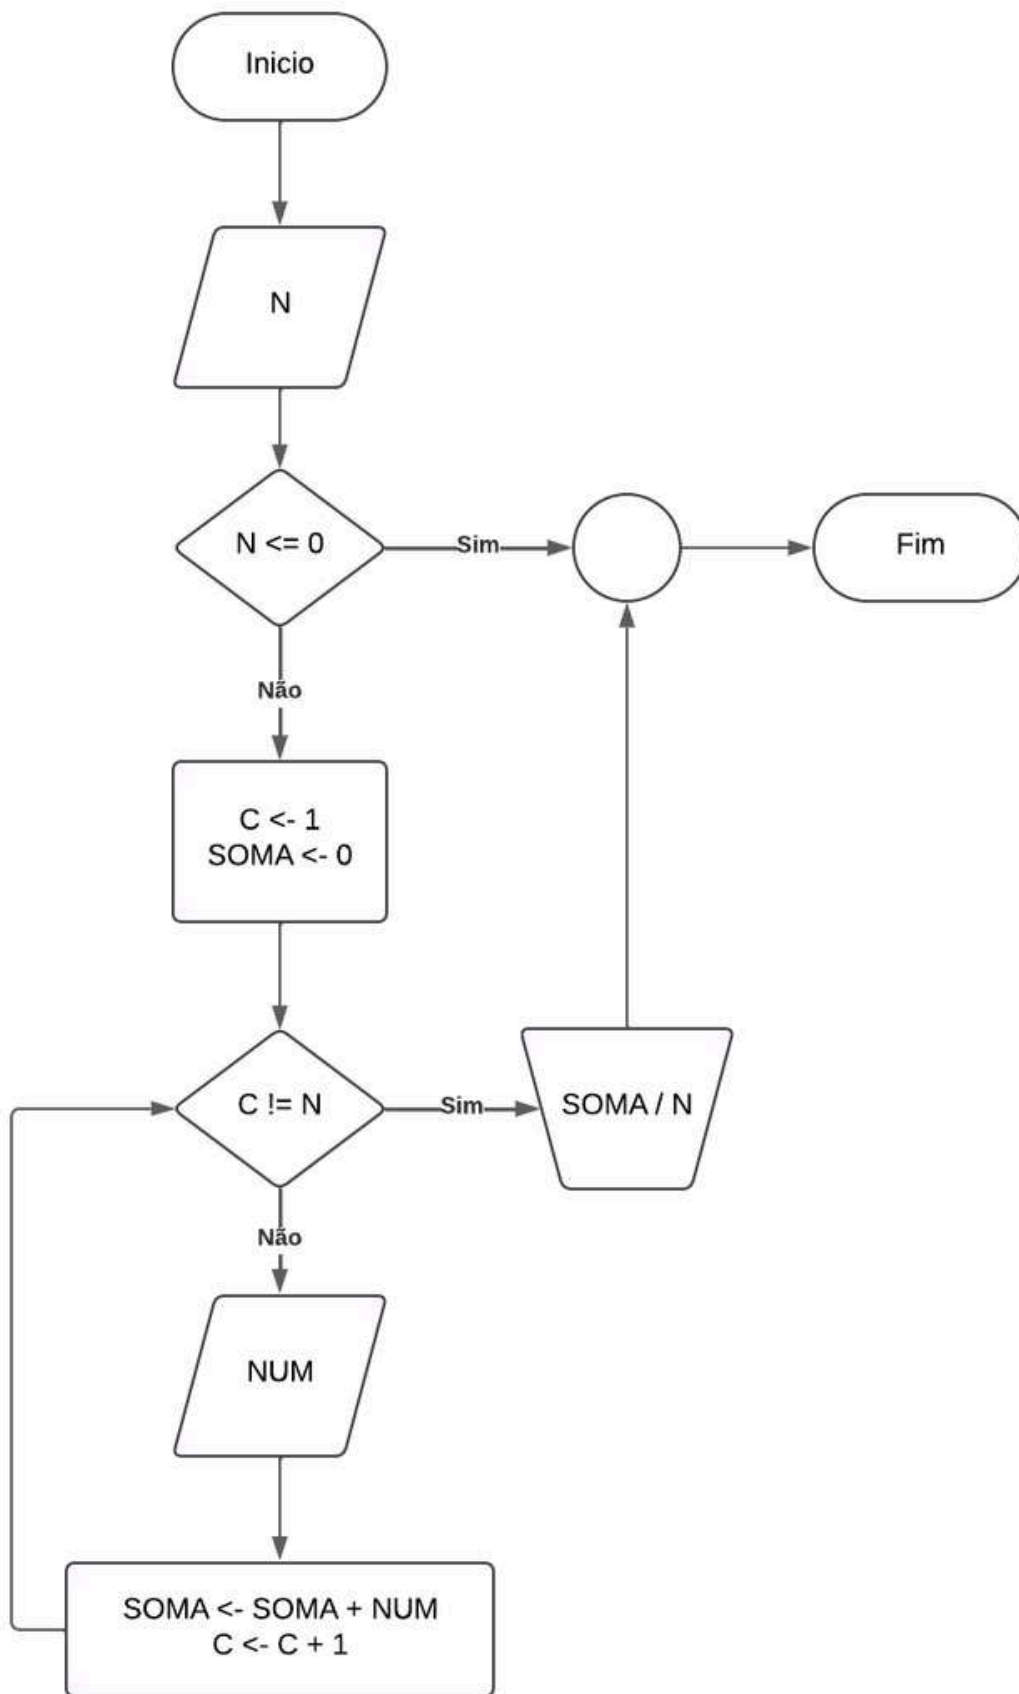 Inicio
N
N <= 0
Sim
Fim
Não
C <- 1
SOMA <- 0
C != N
Sim
SOMA / N
Não
NUM
SOMA <- SOMA + NUM
C <- C + 1